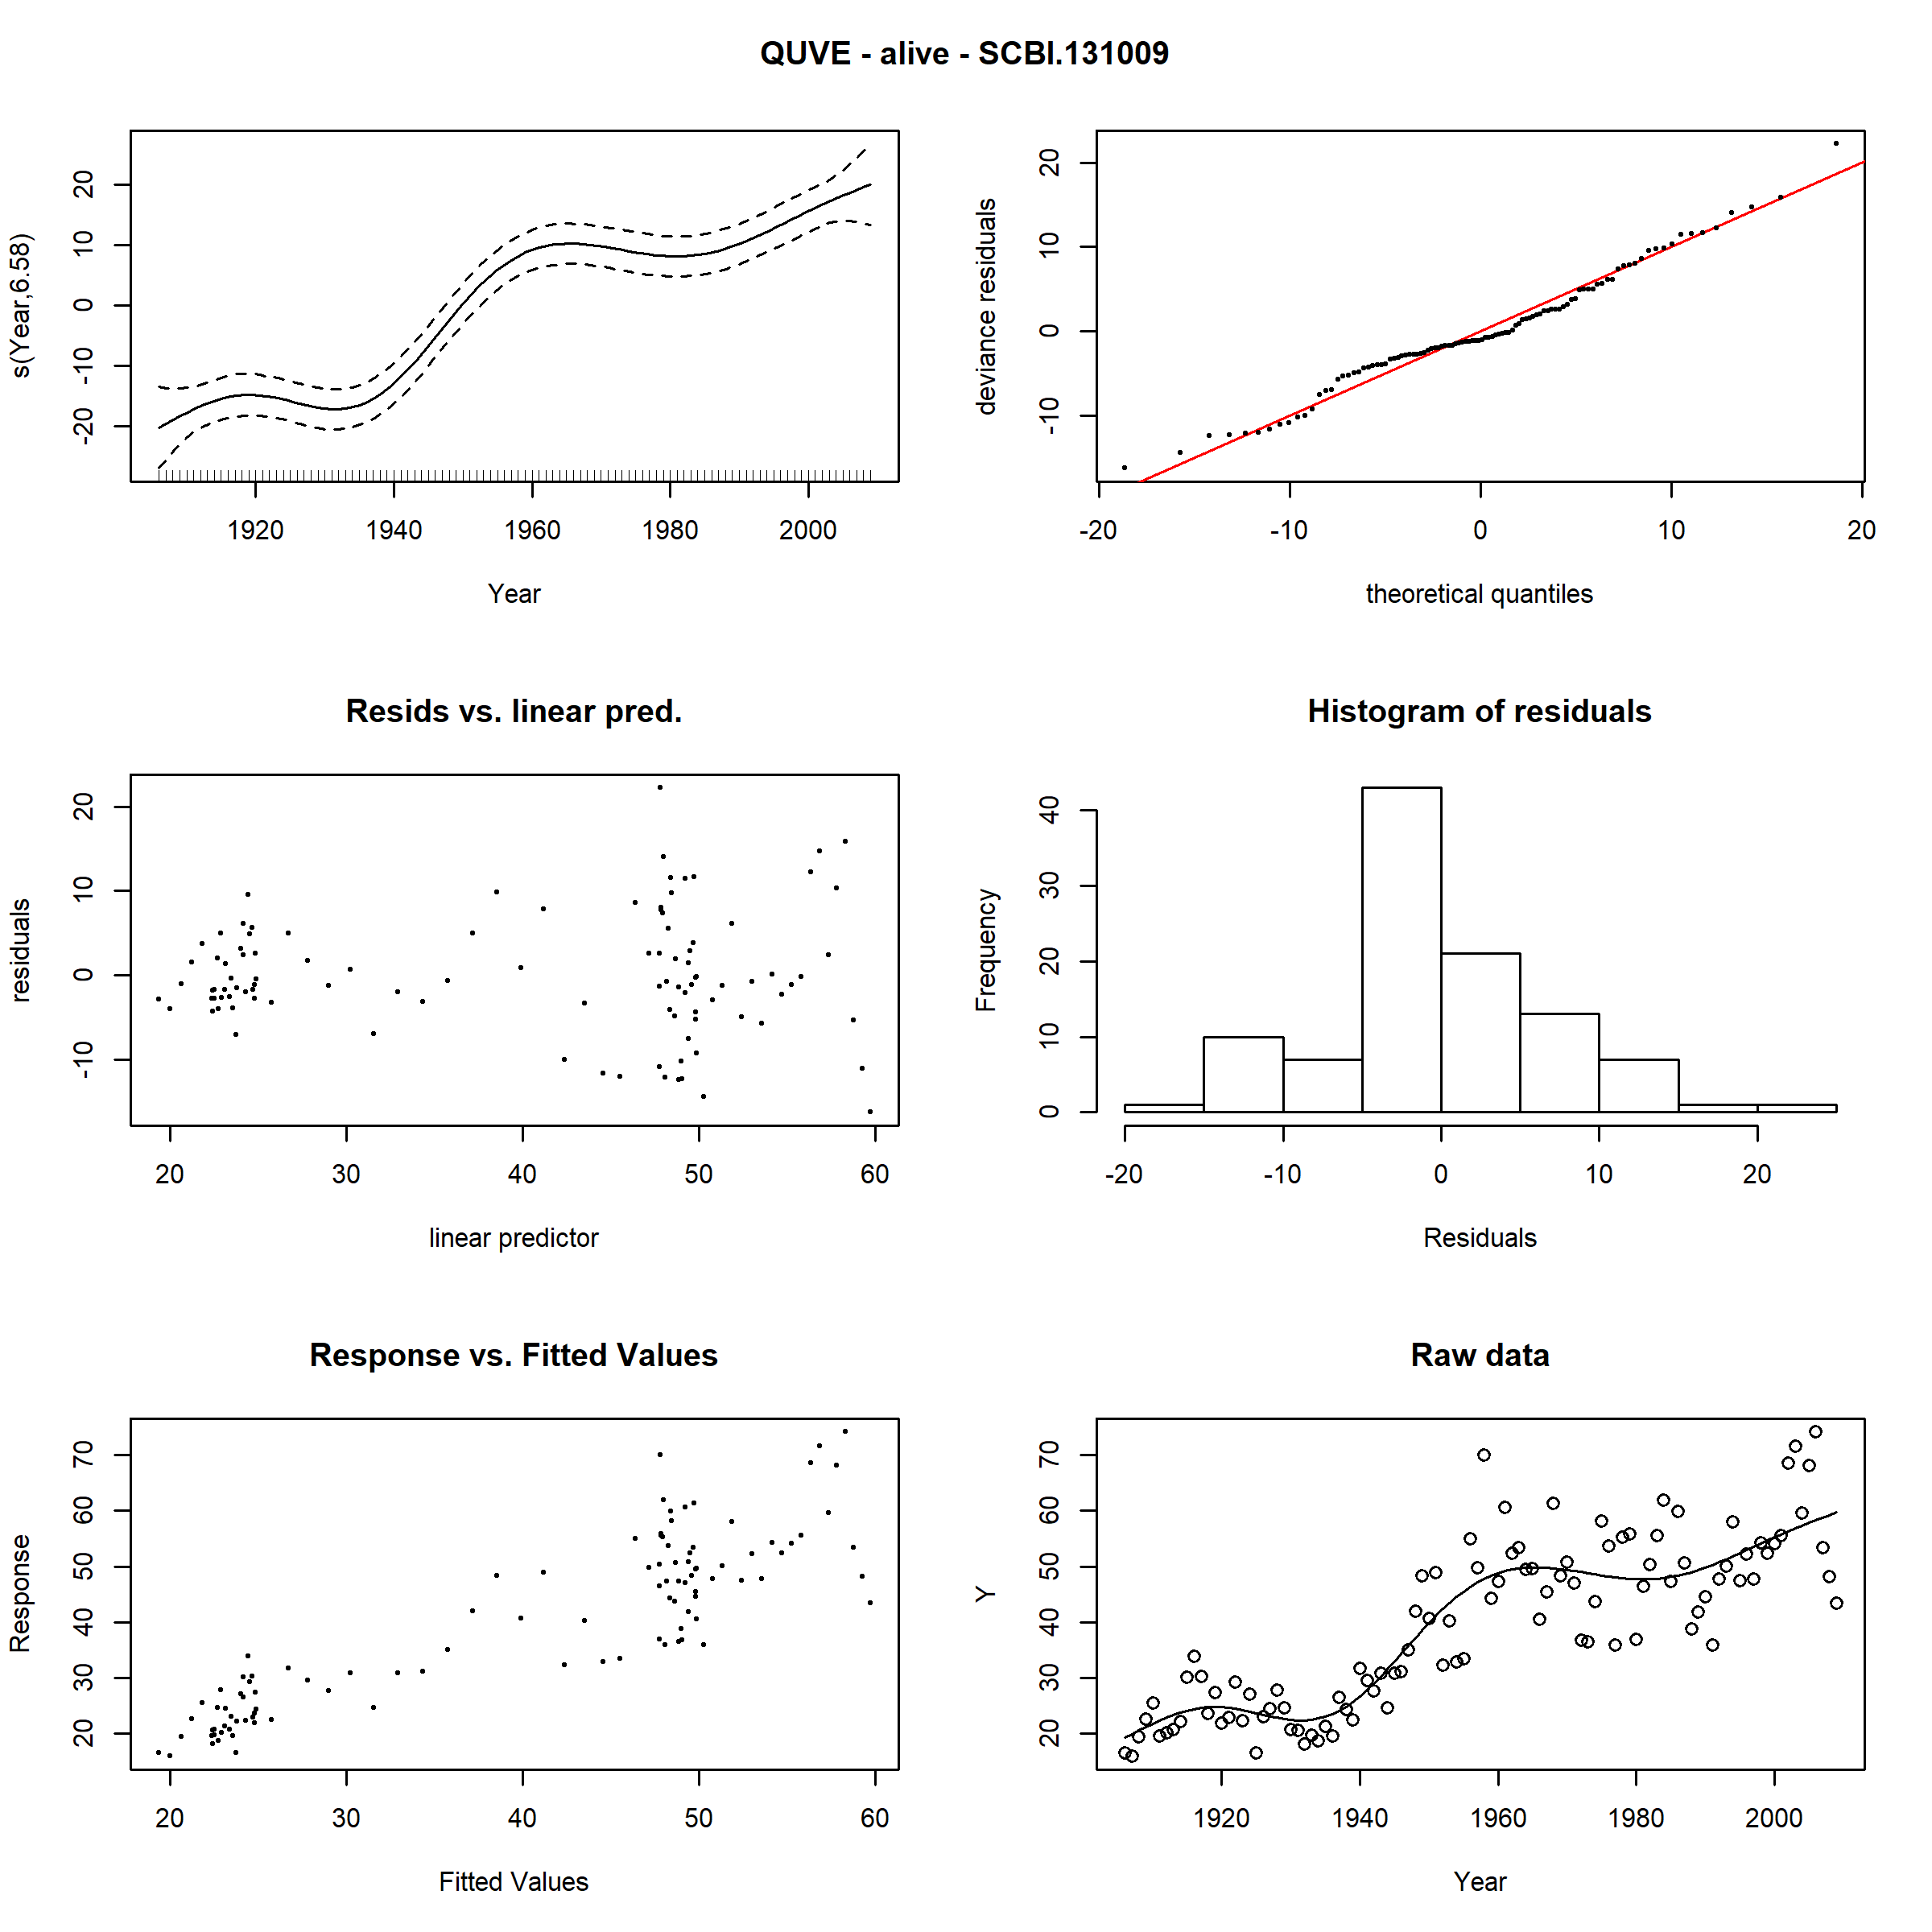 QUVE - alive - SCBI.131009
s(Year,6.58)
20
10
0
-10
-20
1920 1940 1960 1980 2000
Year
deviance residuals
20
10
0
-10
-20 -10 0 10 20
theoretical quantiles
Resids vs. linear pred.
residuals
20
10
0
-10
20 30 40 50 60
linear predictor
Histogram of residuals
Frequency
40
30
20
10
0
-20 -10 0 10 20
Residuals
Response vs. Fitted Values
Response
70
60
50
40
30
20
20 30 40 50 60
Fitted Values
Raw data
Y
70
60
50
40
30
20
1920 1940 1960 1980 2000
Year